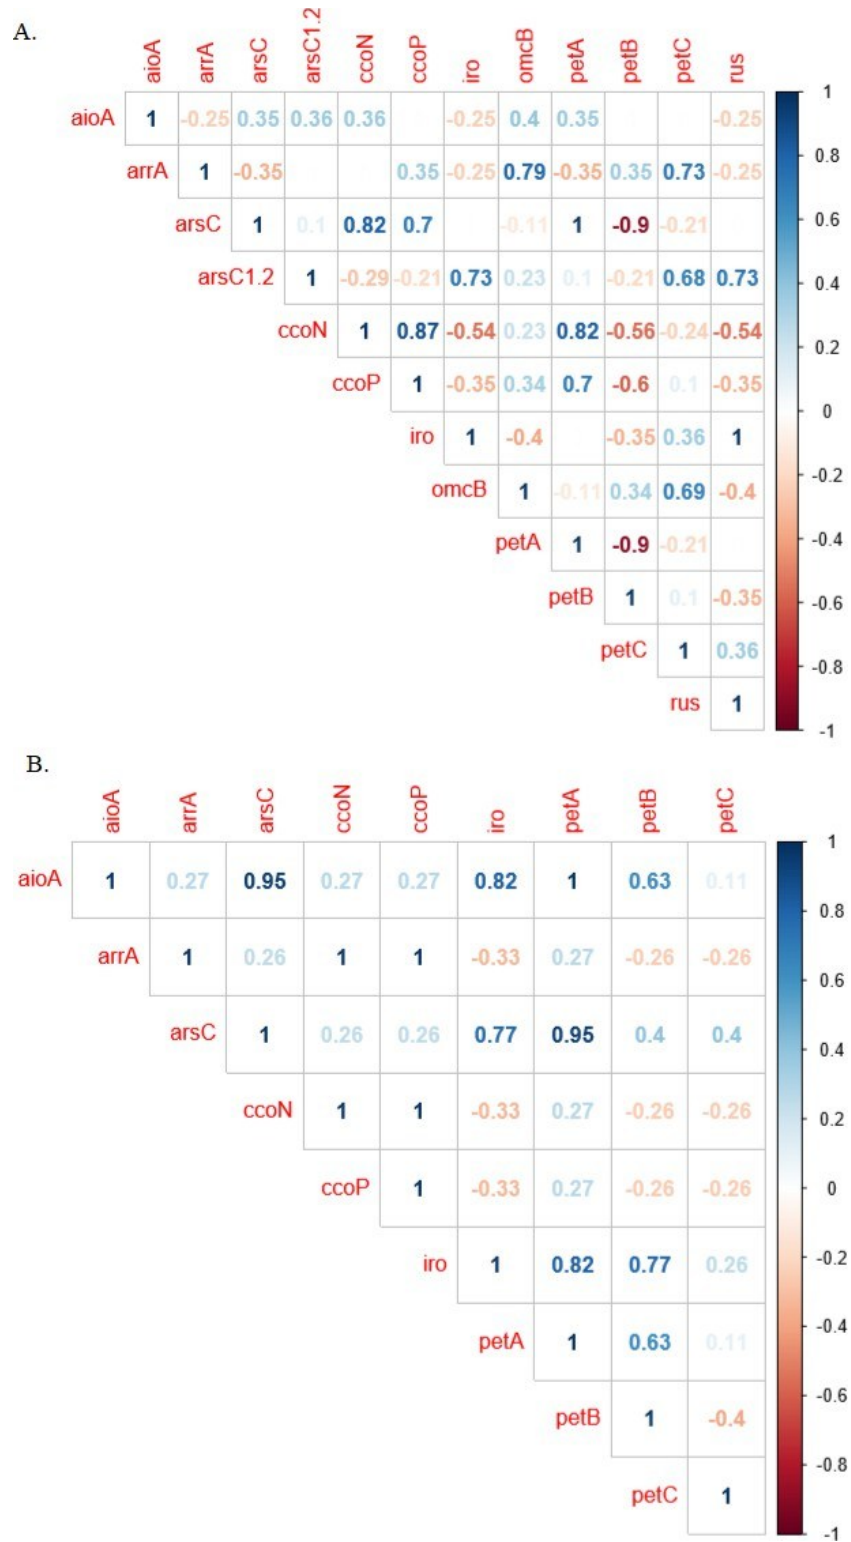 A.
aioA arrA arsC arsC1.2 ccoN ccoP iro omcB petA petB petC rus
aioA 1 -0.25 0.35 0.36 0.36 -0.25 0.4 0.35 -0.25
arrA 1 -0.35 0.35 -0.25 0.79 -0.35 0.35 0.73 -0.25
arsC 1 0.1 0.82 0.7 -0.11 1 -0.9 -0.21
arsC1.2 1 -0.29 -0.21 0.73 0.23 0.1 -0.21 0.68 0.73
ccoN 1 0.87 -0.54 0.23 0.82 -0.56 -0.24 -0.54
ccoP 1 -0.35 0.34 0.7 -0.6 0.1 -0.35
iro 1 -0.4 -0.35 0.36 1
omcB 1 -0.11 0.34 0.69 -0.4
petA 1 -0.9 -0.21
petB 1 0.1 -0.35
petC 1 0.36
rus 1
1
0.8
0.6
0.4
0.2
0
-0.2
-0.4
-0.6
-0.8
-1
B.
aioA arrA arsC ccoN ccoP iro petA petB petC
aioA 1 0.27 0.95 0.27 0.27 0.82 1 0.63 0.11
arrA 1 0.26 1 1 -0.33 0.27 -0.26 -0.26
arsC 1 0.26 0.26 0.77 0.95 0.4 0.4
ccoN 1 1 -0.33 0.27 -0.26 -0.26
ccoP 1 -0.33 0.27 -0.26 -0.26
iro 1 0.82 0.77 0.26
petA 1 0.63 0.11
petB 1 -0.4
petC 1
1
0.8
0.6
0.4
0.2
0
-0.2
-0.4
-0.6
-0.8
-1